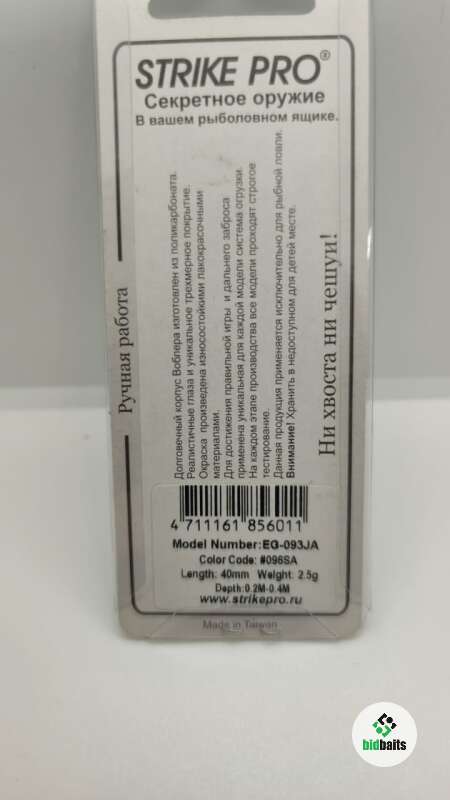 STRIKE PRO®
Секретное оружие
В вашем рыболовном ящике.
Ручная работа
Долговечный корпус Воблера изготовлен из поликарбоната.
Реалистичные глаза и уникальное трехмерное покрытие.
Окраска произведена износостойкими лакокрасочными
материалами.
Для достижения правильной игры и дальнего заброса
применена уникальная для каждой модели система огрузки.
На каждом этапе производства все модели проходят строгое
тестирование.
Данная продукция применяется исключительно для рыбной ловли.
Внимание! Хранить в недоступном для детей месте.
Ни хвоста ни чешуи!
4 711161 856011
Model Number:EG-093JA
Color Code: #098SA
Length: 40mm Weight: 2.5g
Depth:0.2M-0.4M
www.strikepro.ru
Made in Taiwan
bidbaits